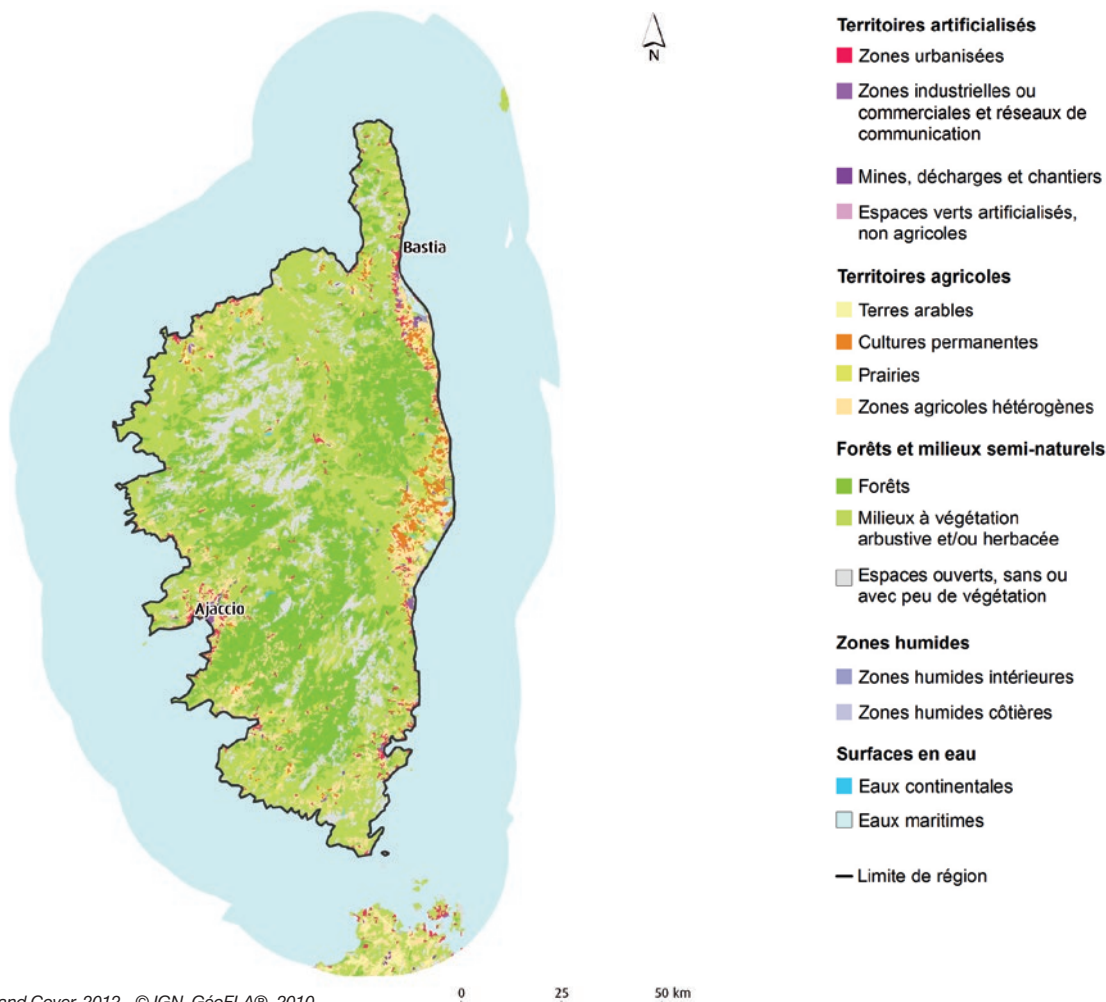 N
Bastia
Ajaccio
Territoires artificialisés
Zones urbanisées
Zones industrielles ou
commerciales et réseaux de
communication
Mines, décharges et chantiers
Espaces verts artificialisés,
non agricoles
Territoires agricoles
Terres arables
Cultures permanentes
Prairies
Zones agricoles hétérogènes
Forêts et milieux semi-naturels
Forêts
Milieux à végétation
arbustive et/ou herbacée
Espaces ouverts, sans ou
avec peu de végétation
Zones humides
Zones humides intérieures
Zones humides côtières
Surfaces en eau
Eaux continentales
Eaux maritimes
Limite de région
Cover, 2012 - © IGN, GéoFLA®, 2010
0 25 50 km